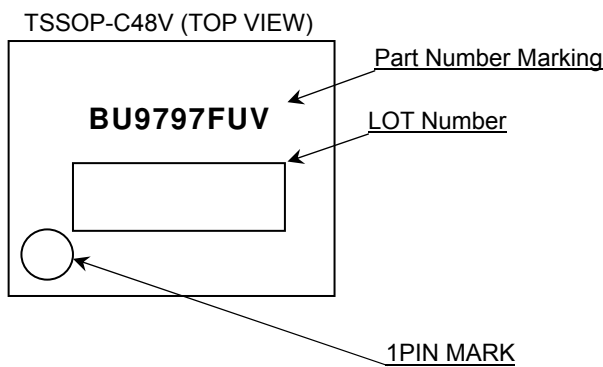 TSSOP-C48V (TOP VIEW)
Part Number Marking
BU9797FUV
LOT Number
1PIN MARK